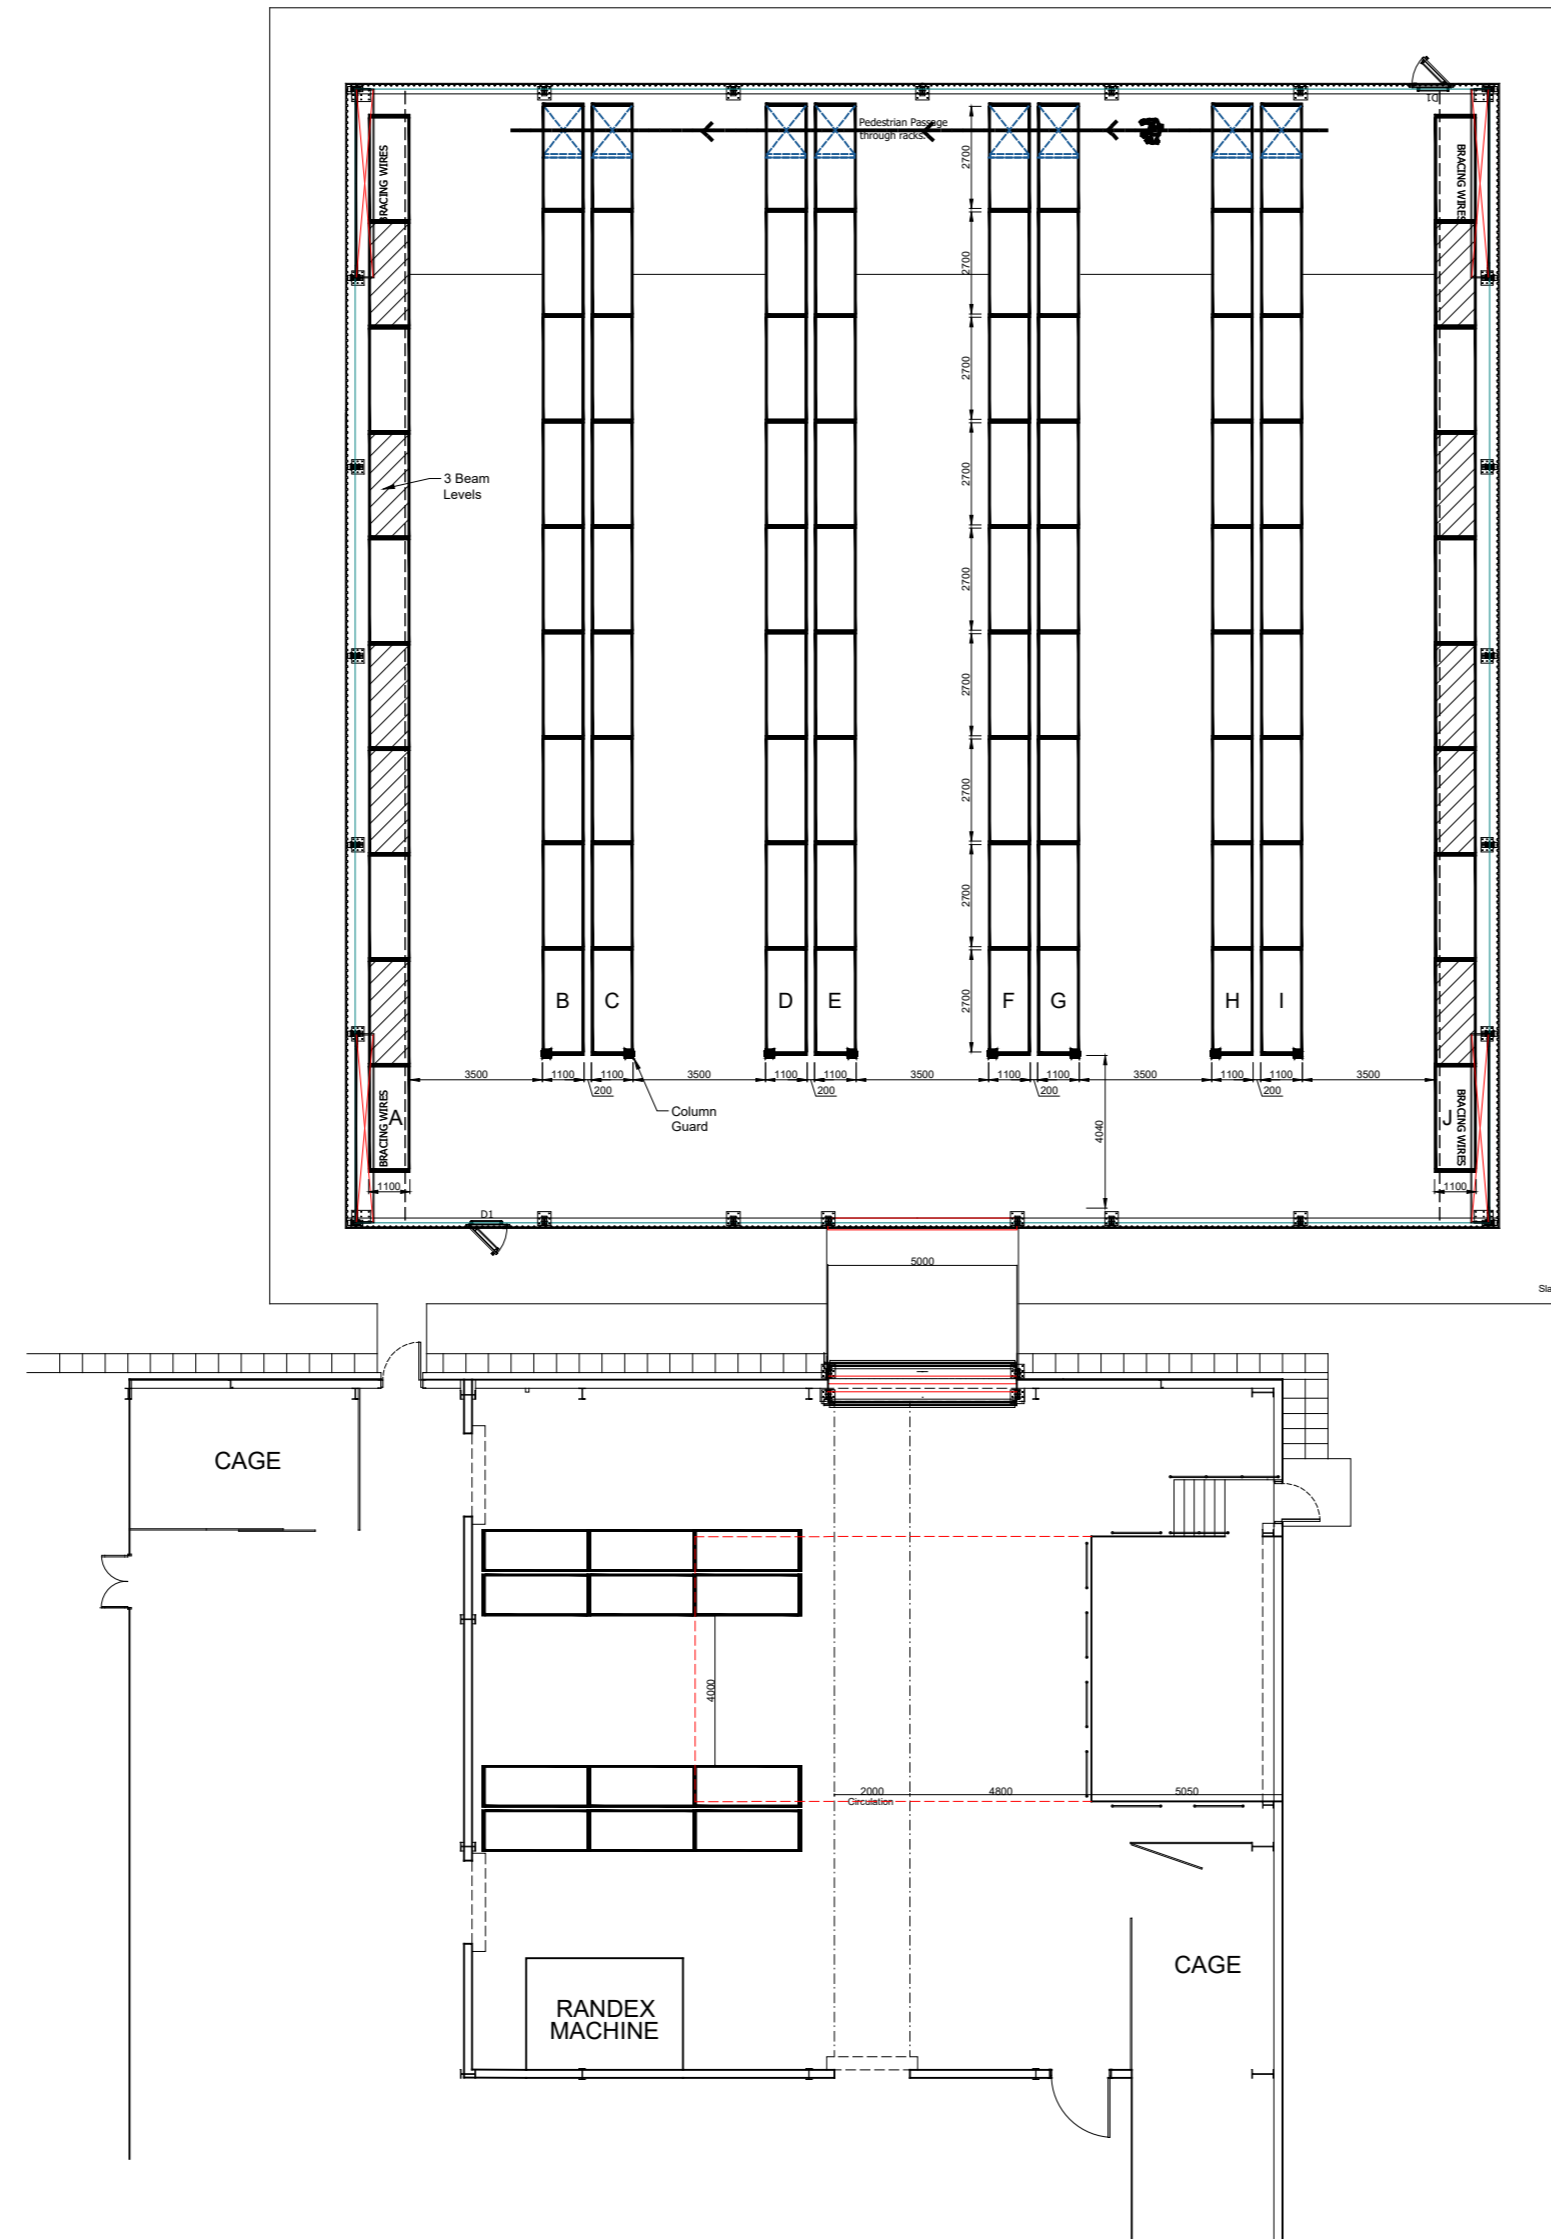 D1
Pedestrian Passage
through racks.
BRACING WIRES
BRACING WIRES
2700
2700
2700
2700
2700
2700
2700
2700
2700
3 Beam
Levels
B
C
D
E
F
G
H
I
3500
1100
1100
3500
1100
1100
3500
1100
1100
3500
1100
1100
3500
200
200
200
200
Column
Guard
BRACING WIRES
A
4040
J
BRACING WIRES
1100
1100
D1
5000
Sla
CAGE
4000
2000
Circulation
4800
5050
CAGE
RANDEX
MACHINE